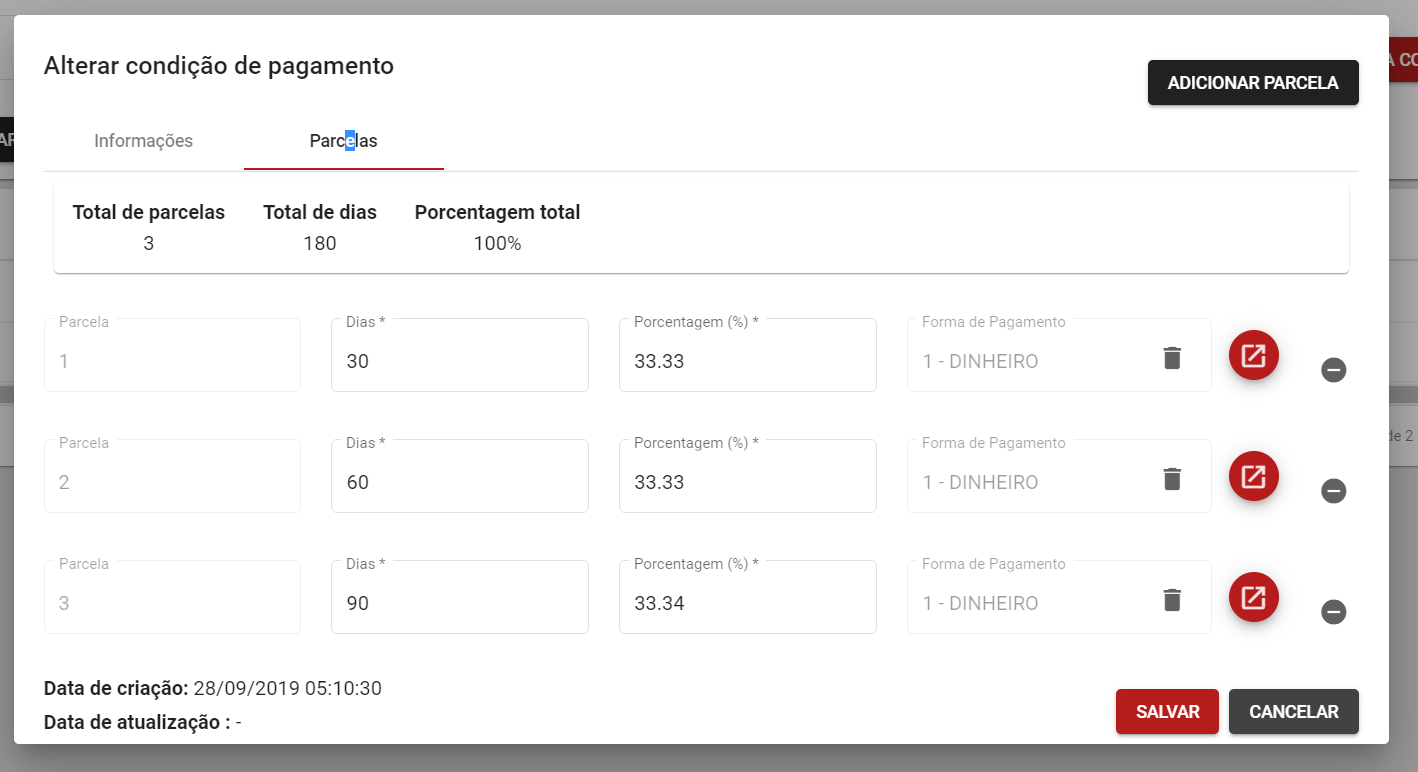 Alterar condição de pagamento
ADICIONAR PARCELA
Informações
Parcelas
Total de parcelas Total de dias Porcentagem total
3 180 100%
Parcela Dias * Porcentagem (%) * Forma de Pagamento
1 30 33.33 1 - DINHEIRO
Parcela Dias * Porcentagem (%) * Forma de Pagamento
2 60 33.33 1 - DINHEIRO
Parcela Dias * Porcentagem (%) * Forma de Pagamento
3 90 33.34 1 - DINHEIRO
Data de criação: 28/09/2019 05:10:30
Data de atualização : -
SALVAR CANCELAR
de 2